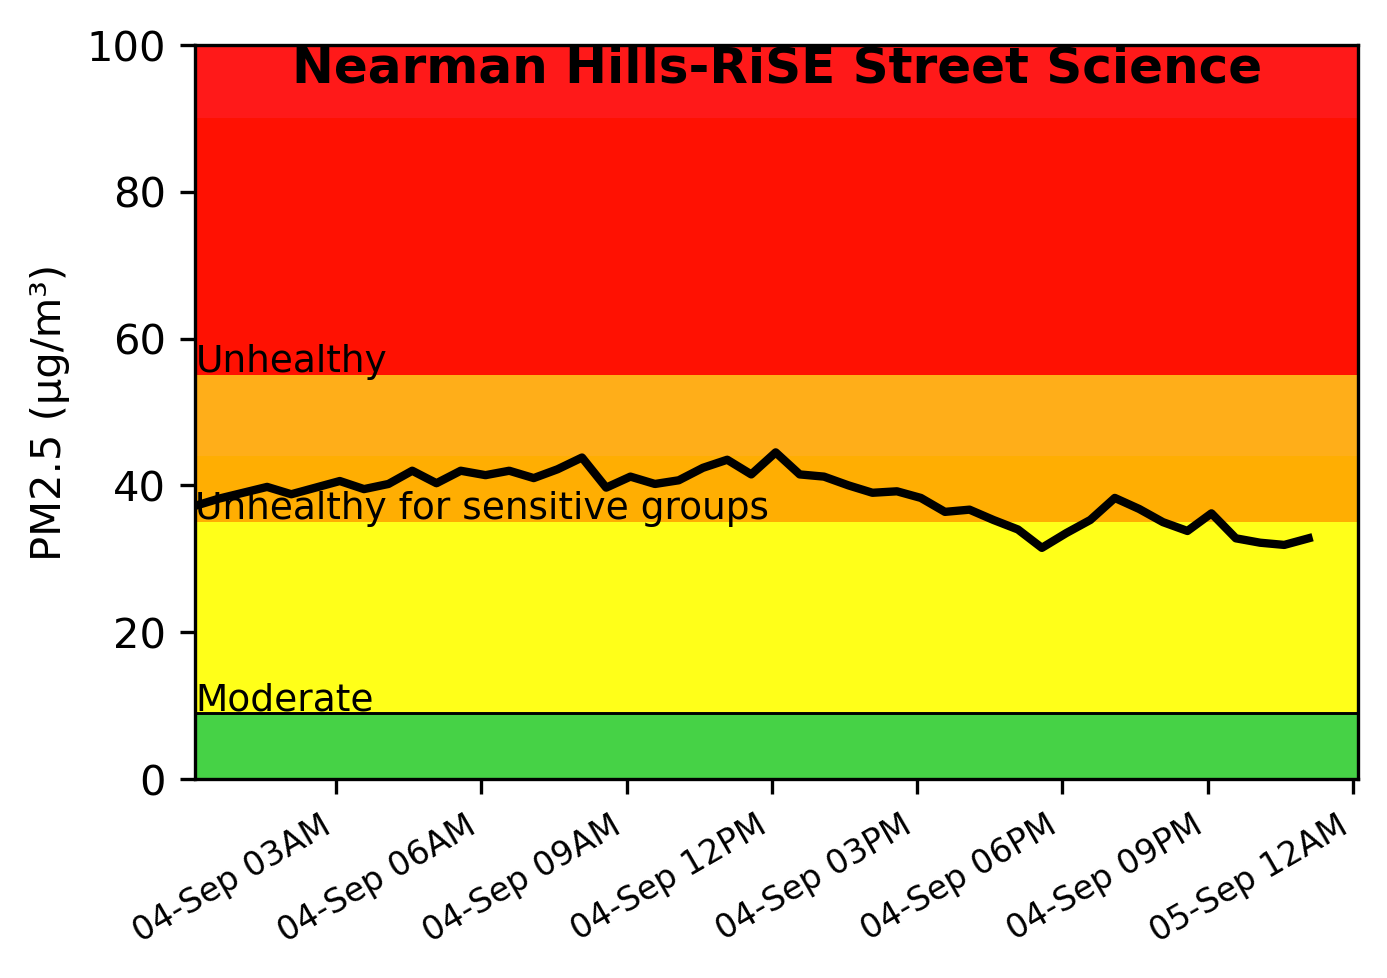 Nearman Hills-RiSE Street Science
PM2.5 (µg/m³)
100
80
60
40
20
0
Unhealthy
Unhealthy for sensitive groups
Moderate
04-Sep 03AM
04-Sep 06AM
04-Sep 09AM
04-Sep 12PM
04-Sep 03PM
04-Sep 06PM
04-Sep 09PM
05-Sep 12AM